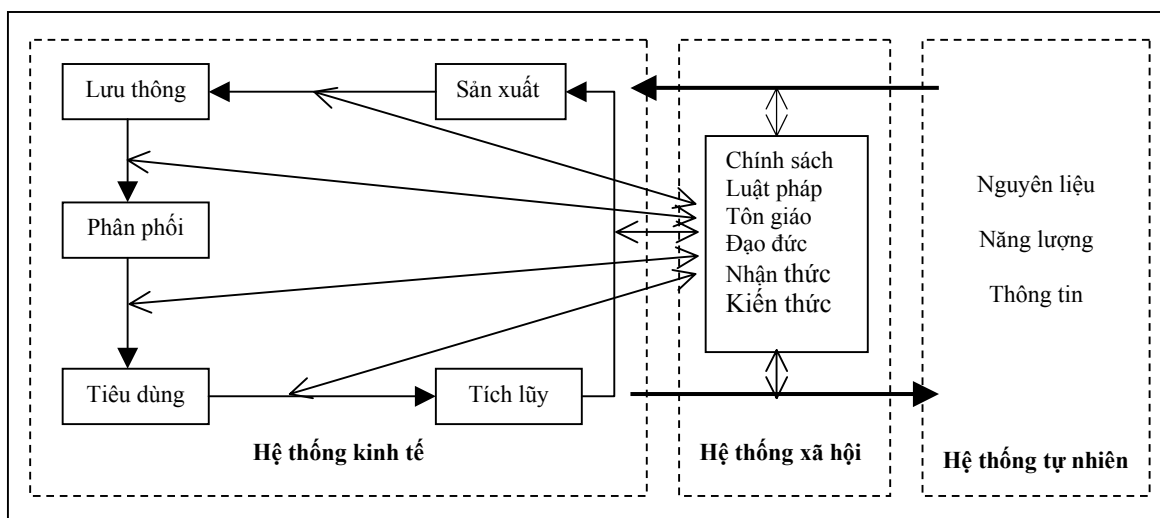 Lưu thông
Sản xuất
Phân phối
Tiêu dùng
Tích lũy
Hệ thống kinh tế
Chính sách
Luật pháp
Tôn giáo
Đạo đức
Nhận thức
Kiến thức
Hệ thống xã hội
Nguyên liệu
Năng lượng
Thông tin
Hệ thống tự nhiên